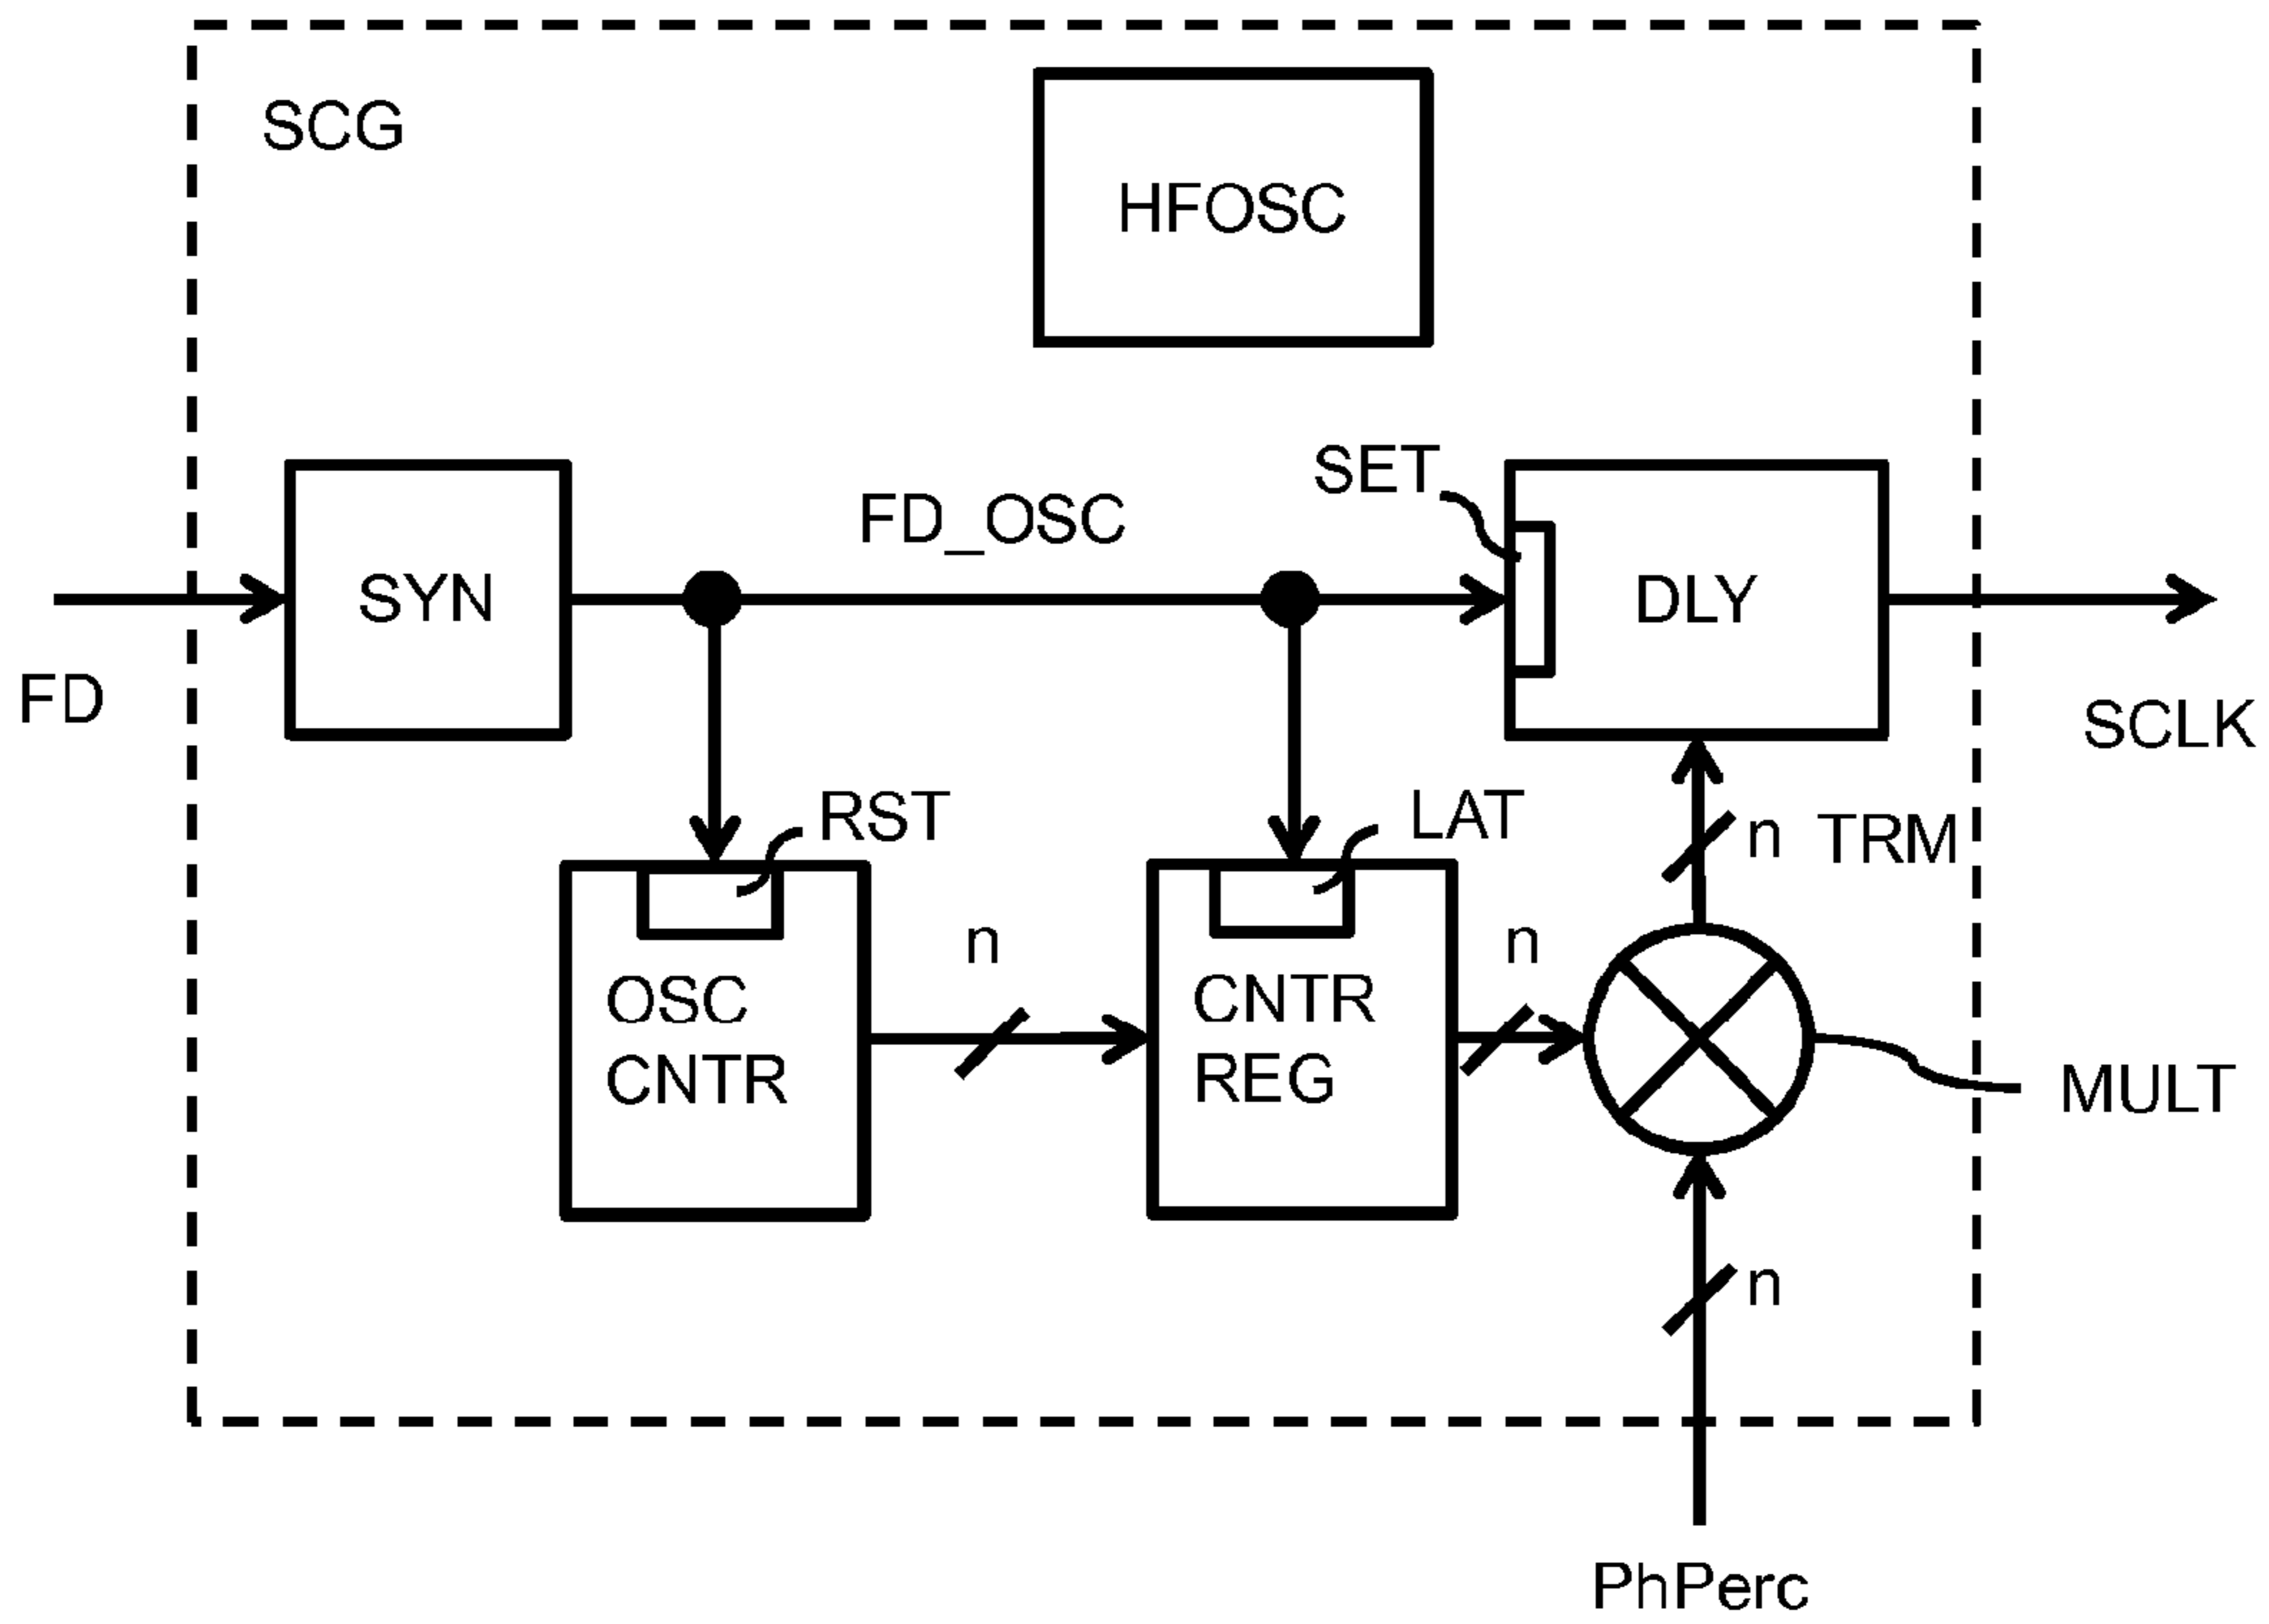 SCG
HFOSC
SET
FD_OSC
SYN
DLY
FD
SCLK
RST
LAT
n
TRM
n
n
OSC
CNTR
CNTR
REG
MULT
n
PhPerc